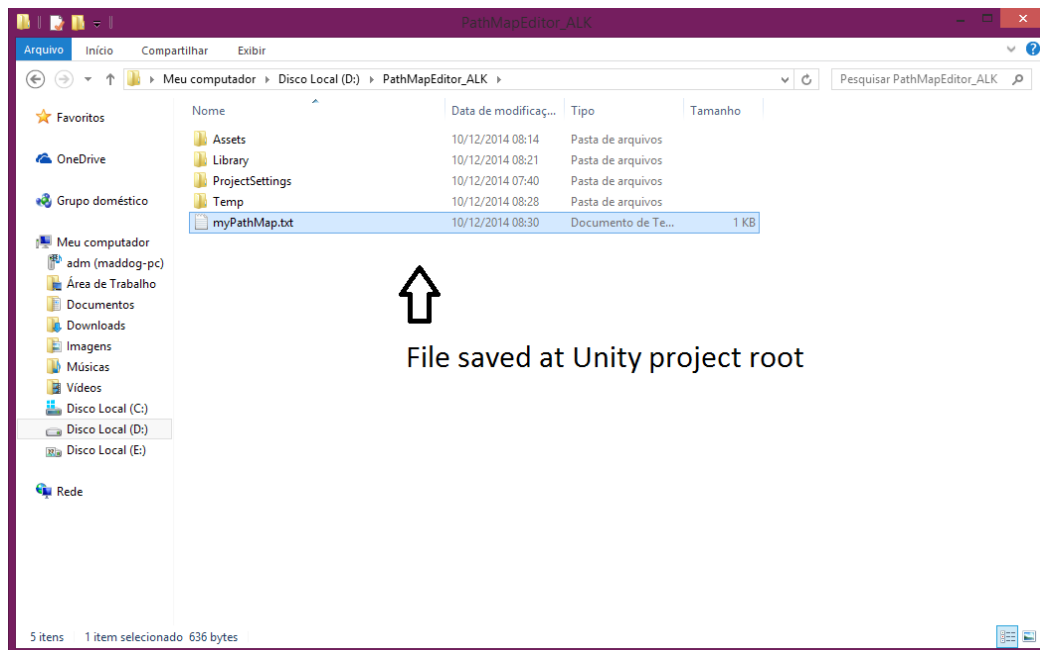 PathMapEditor_ALK
Arquivo Início Compartilhar Exibir
Meu computador Disco Local (D:) PathMapEditor_ALK Pesquisar PathMapEditor_ALK
Nome Data de modificaç... Tipo Tamanho
Favoritos
Assets 10/12/2014 08:14 Pasta de arquivos
OneDrive
Library 10/12/2014 08:21 Pasta de arquivos
ProjectSettings 10/12/2014 07:40 Pasta de arquivos
Grupo doméstico
Temp 10/12/2014 08:28 Pasta de arquivos
myPathMap.txt 10/12/2014 08:30 Documento de Te... 1 KB
Meu computador
adm (maddog-pc)
Área de Trabalho
Documentos
Downloads
Imagens
Músicas
Vídeos
Disco Local (C:)
Disco Local (D:)
Disco Local (E:)
Rede
File saved at Unity project root
5 itens 1 item selecionado 636 bytes